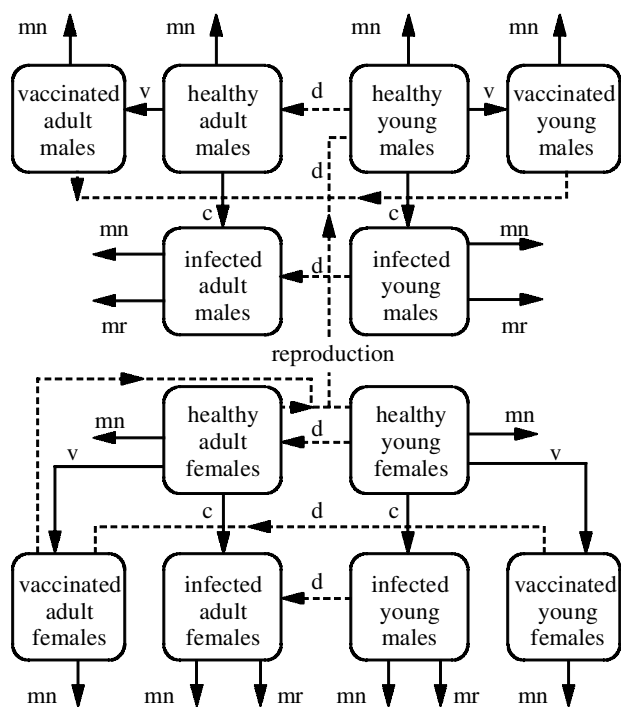 mn mn mn mn
vaccinated adult males
v
healthy adult males
d
healthy young males
v
vaccinated young males
d
c c
mn
infected adult males
mr
d
infected young males
mn
mr
reproduction
healthy adult females
mn
v
d
healthy young females
mn
v
c d c
vaccinated adult females
infected adult females
d
infected young males
vaccinated young females
mn mn mr mn mr mn